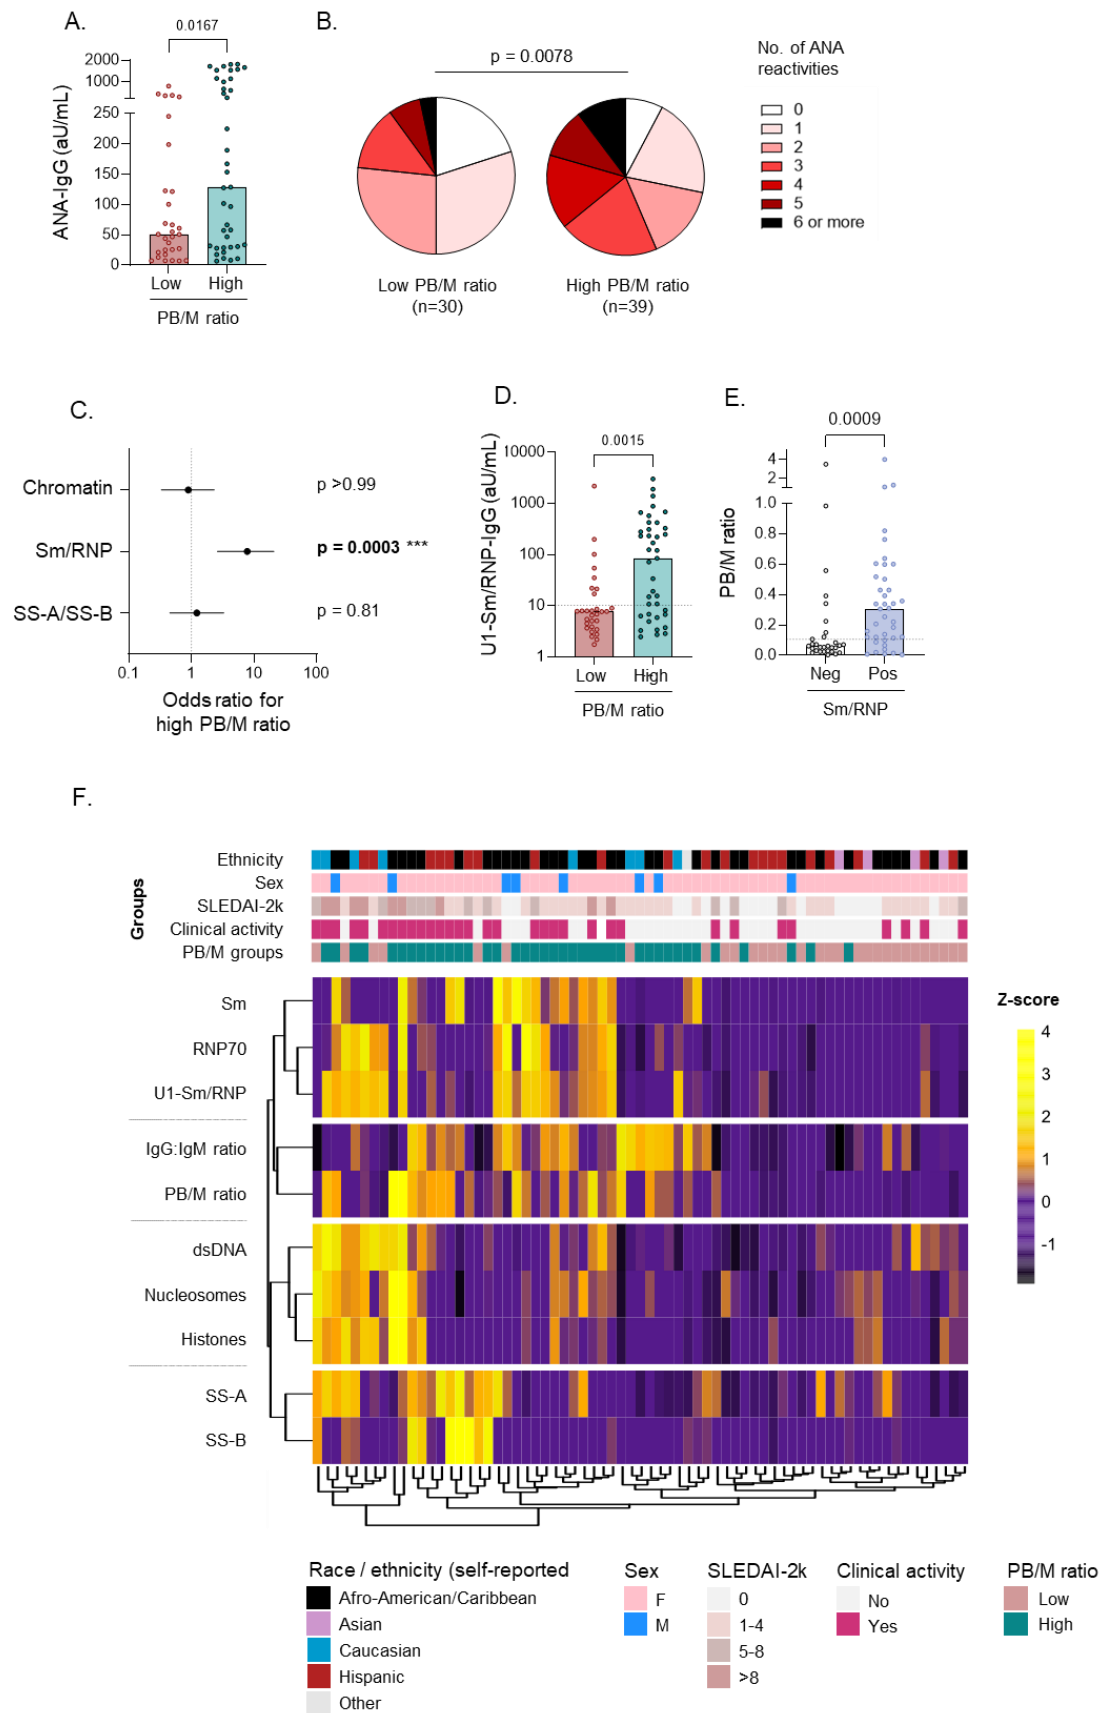 A.
0.0167
2000
1000
250
200
150
100
50
0
ANA-IgG (aU/mL)
Low
High
PB/M ratio
B.
p = 0.0078
Low PB/M ratio
(n=30)
High PB/M ratio
(n=39)
No. of ANA
reactivities
0
1
2
3
4
5
6 or more
C.
Chromatin
p >0.99
Sm/RNP
p = 0.0003 ***
SS-A/SS-B
p = 0.81
0.1
1
10
100
Odds ratio for
high PB/M ratio
D.
0.0015
10000
1000
100
10
1
U1-Sm/RNP-IgG (aU/mL)
Low
High
PB/M ratio
E.
0.0009
4
2
1.0
0.8
0.6
0.4
0.2
0.0
PB/M ratio
Neg
Pos
Sm/RNP
F.
Groups
Ethnicity
Sex
SLEDAI-2k
Clinical activity
PB/M groups
Sm
RNP70
U1-Sm/RNP
IgG:IgM ratio
PB/M ratio
dsDNA
Nucleosomes
Histones
SS-A
SS-B
Z-score
4
3
2
1
0
-1
Race / ethnicity (self-reported
Afro-American/Caribbean
Asian
Caucasian
Hispanic
Other
Sex
F
M
SLEDAI-2k
0
1-4
5-8
>8
Clinical activity
No
Yes
PB/M ratio
Low
High